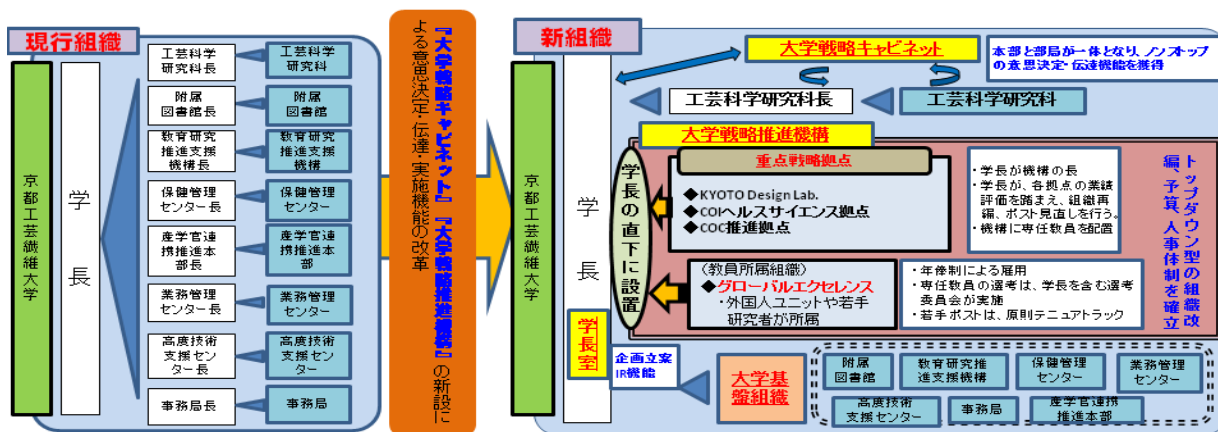 現行組織
京都工芸繊維大学
学長
工芸科学
研究科長
工芸科学
研究科
附属
図書館長
附属
図書館
教育研究
推進支援
機構長
教育研究
推進支援
機構
保健管理
センター長
保健管理
センター
産学官連
携推進本
部長
産学官連
携推進本
部
業務管理
センター長
業務管理
センター
高度技術
支援セン
ター長
高度技術
支援セン
ター
事務局長
事務局
『大学戦略キャビネット』『大学戦略推進機構』の新設に
よる意思決定・伝達・実施機能の改革
新組織
京都工芸繊維大学
学長
大学戦略キャビネット
本部と部局が一体となり、ノンストップ
の意思決定・伝達機能を獲得
工芸科学研究科長
工芸科学研究科
大学戦略推進機構
学長の直下に設置
重点戦略拠点
◆KYOTO Design Lab.
◆COIヘルスサイエンス拠点
◆COC推進拠点
・学長が機構の長
・学長が、各拠点の業績
評価を踏まえ、組織再
編、ポスト見直しを行う。
・機構に専任教員を配置
(教員所属組織)
◆グローバルエクセレンス
・外国人ユニットや若手
研究者が所属
・年俸制による雇用
・専任教員の選考は、学長を含む選考
委員会が実施
・若手ポストは、原則テニュアトラック
トップダウン型の組織改
編、予算、人事体制を確立
学長室
企画立案
IR機能
大学基
盤組織
附属
図書館
教育研究推
進支援機構
保健管理
センター
業務管理
センター
高度技術
支援センター
事務局
産学官連携
推進本部